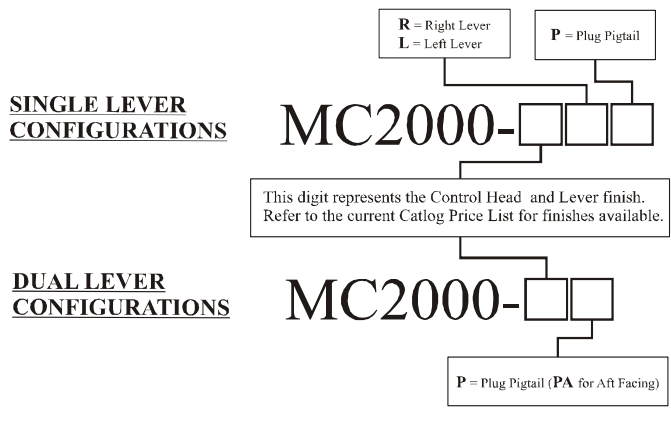 R = Right Lever
L = Left Lever
P = Plug Pigtail
SINGLE LEVER
CONFIGURATIONS
MC2000-
This digit represents the Control Head and Lever finish.
Refer to the current Catlog Price List for finishes available.
DUAL LEVER
CONFIGURATIONS
MC2000-
P = Plug Pigtail (PA for Aft Facing)